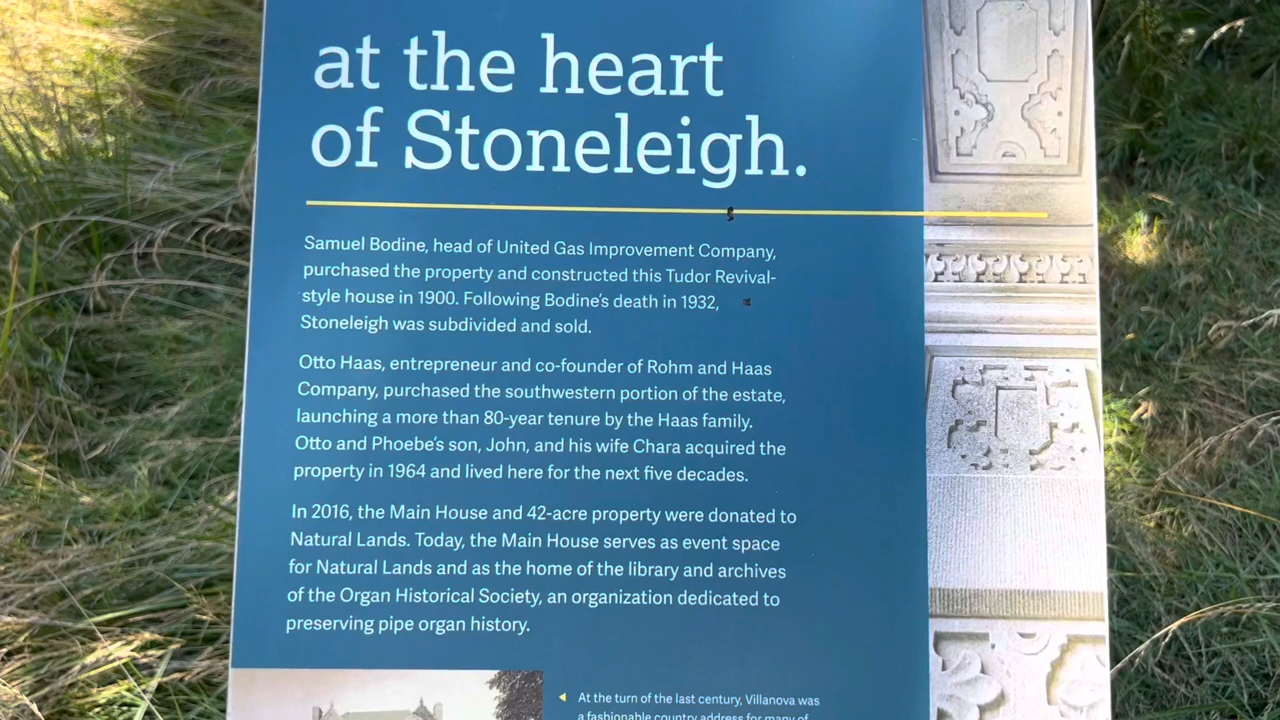 at the heart
of Stoneleigh.
Samuel Bodine, head of United Gas Improvement Company,
purchased the property and constructed this Tudor Revival-
style house in 1900. Following Bodine's death in 1932,
Stoneleigh was subdivided and sold.
Otto Haas, entrepreneur and co-founder of Rohm and Haas
Company, purchased the southwestern portion of the estate,
launching a more than 80-year tenure by the Haas family.
Otto and Phoebe's son, John, and his wife Chara acquired the
property in 1964 and lived here for the next five decades.
In 2016, the Main House and 42-acre property were donated to
Natural Lands. Today, the Main House serves as event space
for Natural Lands and as the home of the library and archives
of the Organ Historical Society, an organization dedicated to
preserving pipe organ history.
At the turn of the last century, Villanova was
a fashionable country address for many of